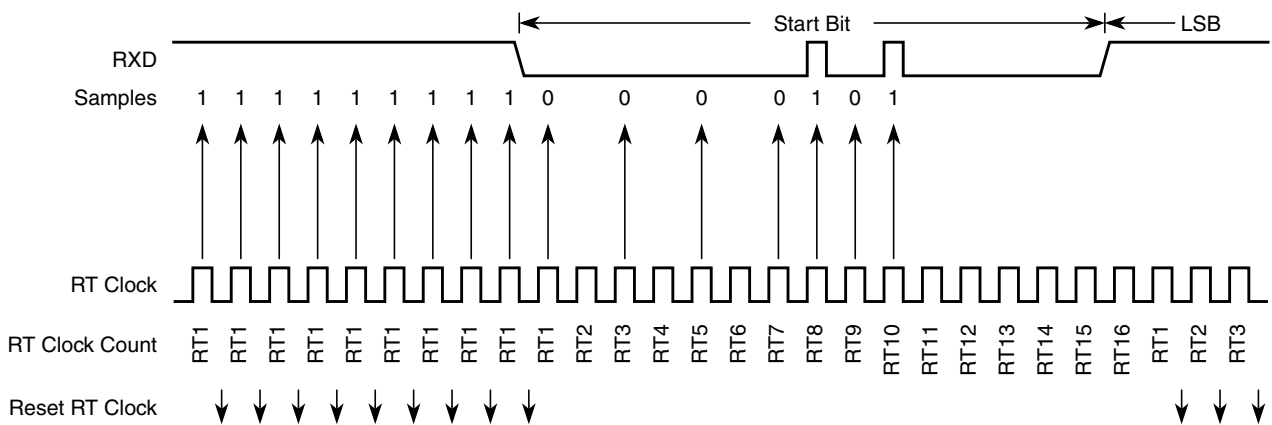 Start Bit LSB
RXD
Samples 1 1 1 1 1 1 1 1 1 0 0 0 0 1 0 1
RT Clock
RT Clock Count RT1 RT1 RT1 RT1 RT1 RT1 RT1 RT1 RT1 RT1 RT2 RT3 RT4 RT5 RT6 RT7 RT8 RT9 RT10 RT11 RT12 RT13 RT14 RT15 RT16 RT1 RT2 RT3
Reset RT Clock